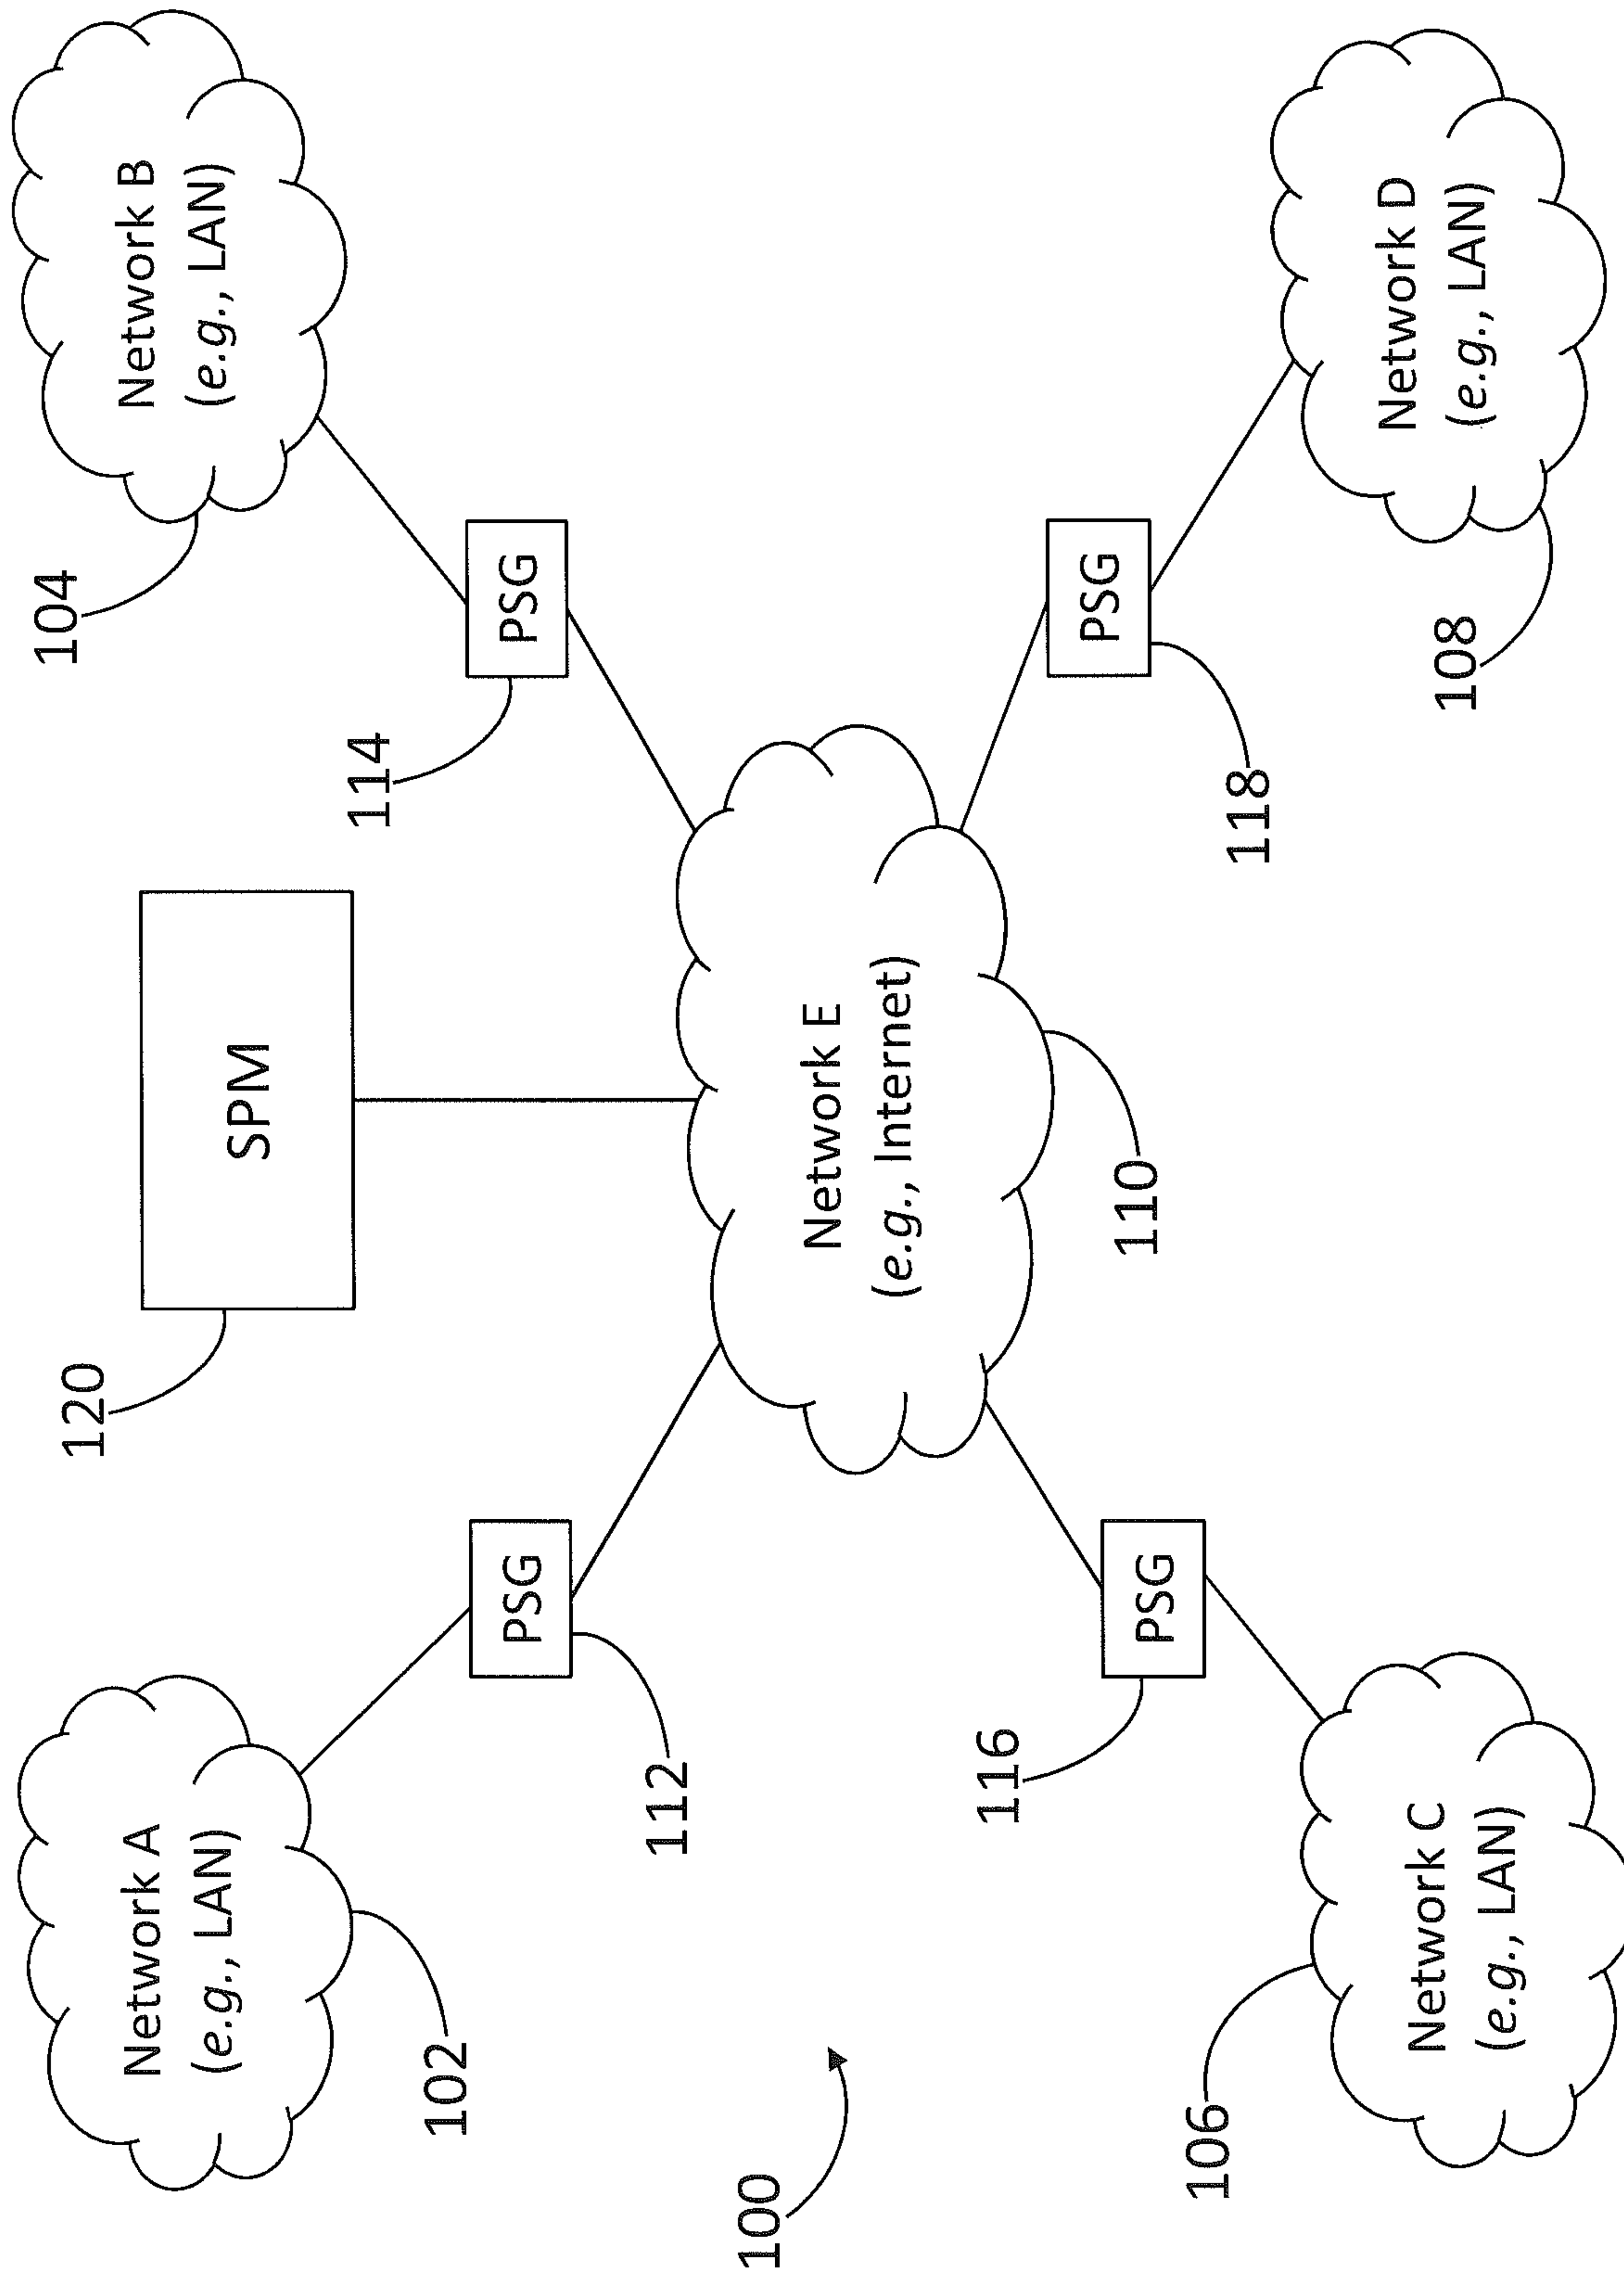 120
SPM
104
Network B
(e.g., LAN)
Network A
(e.g., LAN)
114
PSG
PSG
102
112
Network E
(e.g., Internet)
100
110
116
PSG
118
PSG
106
108
Network C
(e.g., LAN)
Network D
(e.g., LAN)